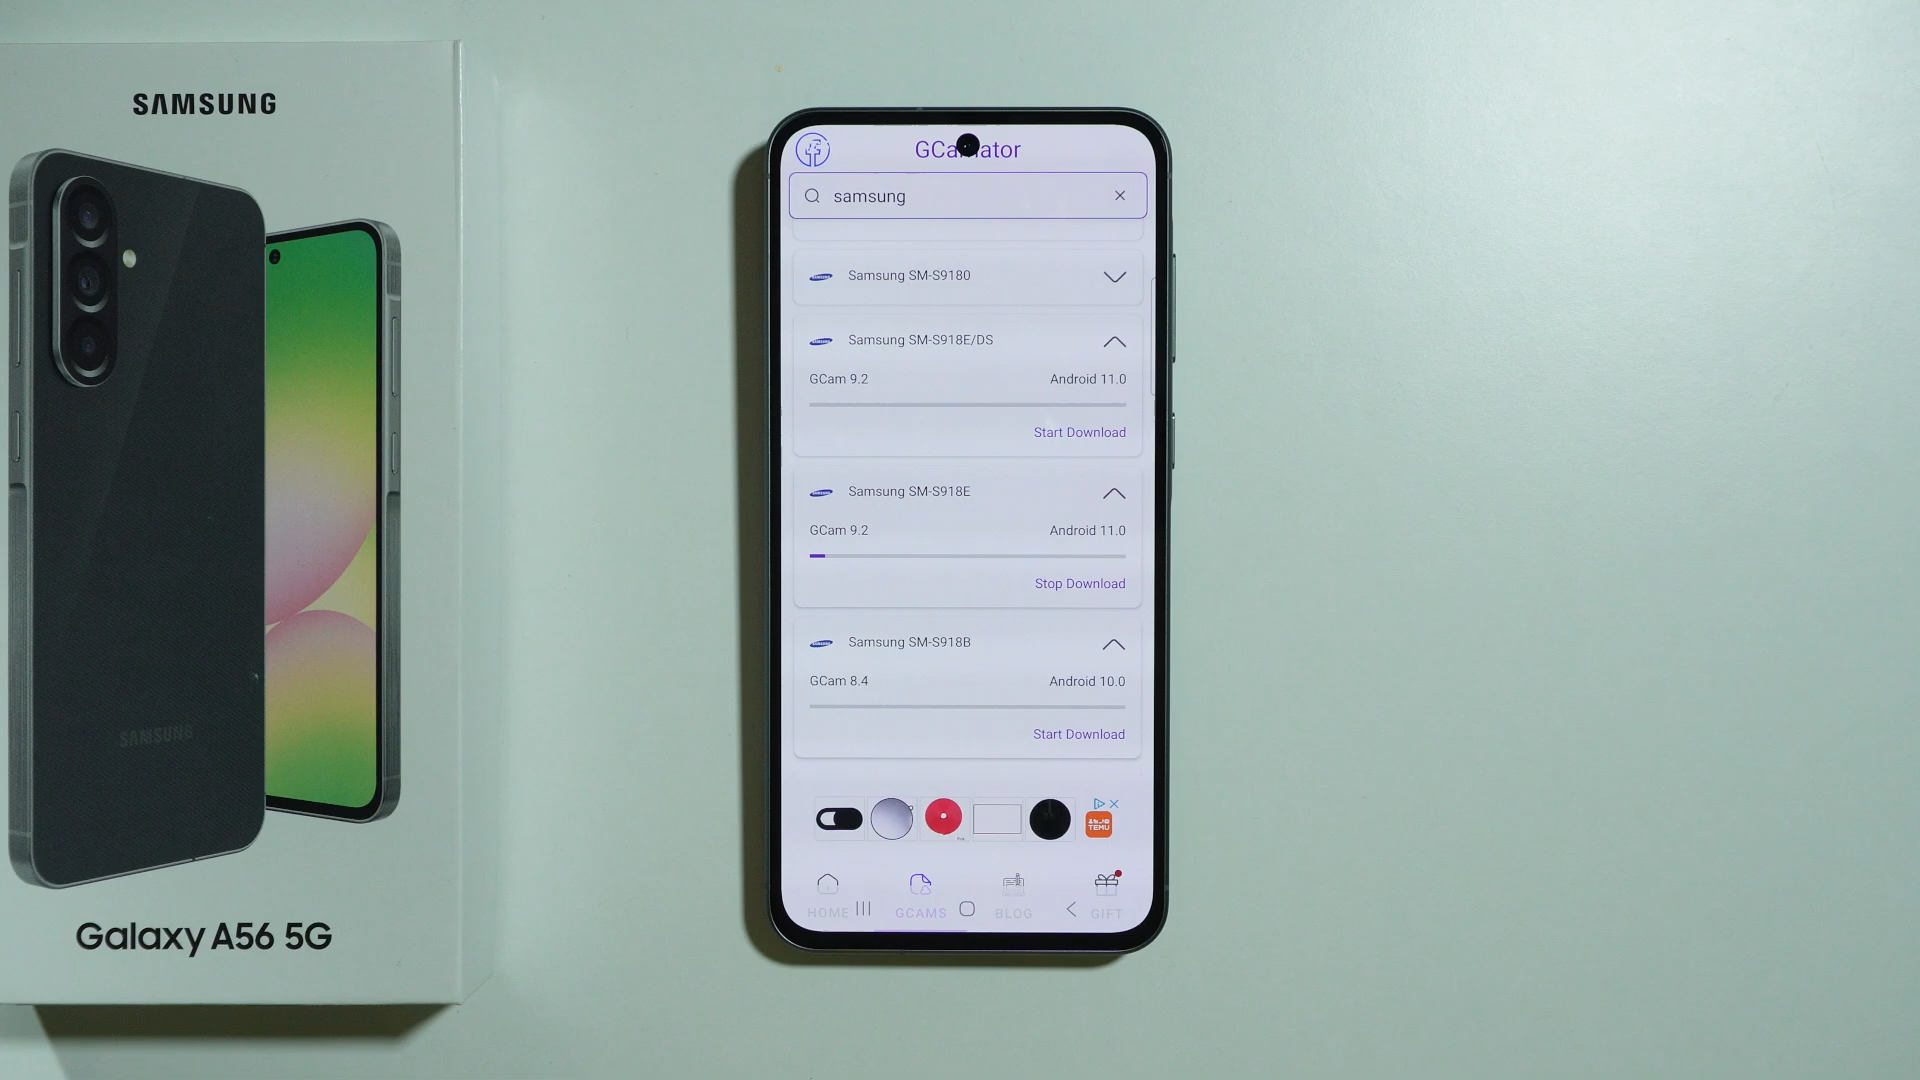 SAMSUNG
SAMSUNG
Galaxy A56 5G
samsung
Samsung SM-S9180
Samsung SM-S918E/DS
GCam 9.2
Android 11.0
Start Download
Samsung SM-S918E
GCam 9.2
Android 11.0
Stop Download
Samsung SM-S918B
GCam 8.4
Android 10.0
Start Download
TEMU
HOME
GCAMS
BLOG
GIFT